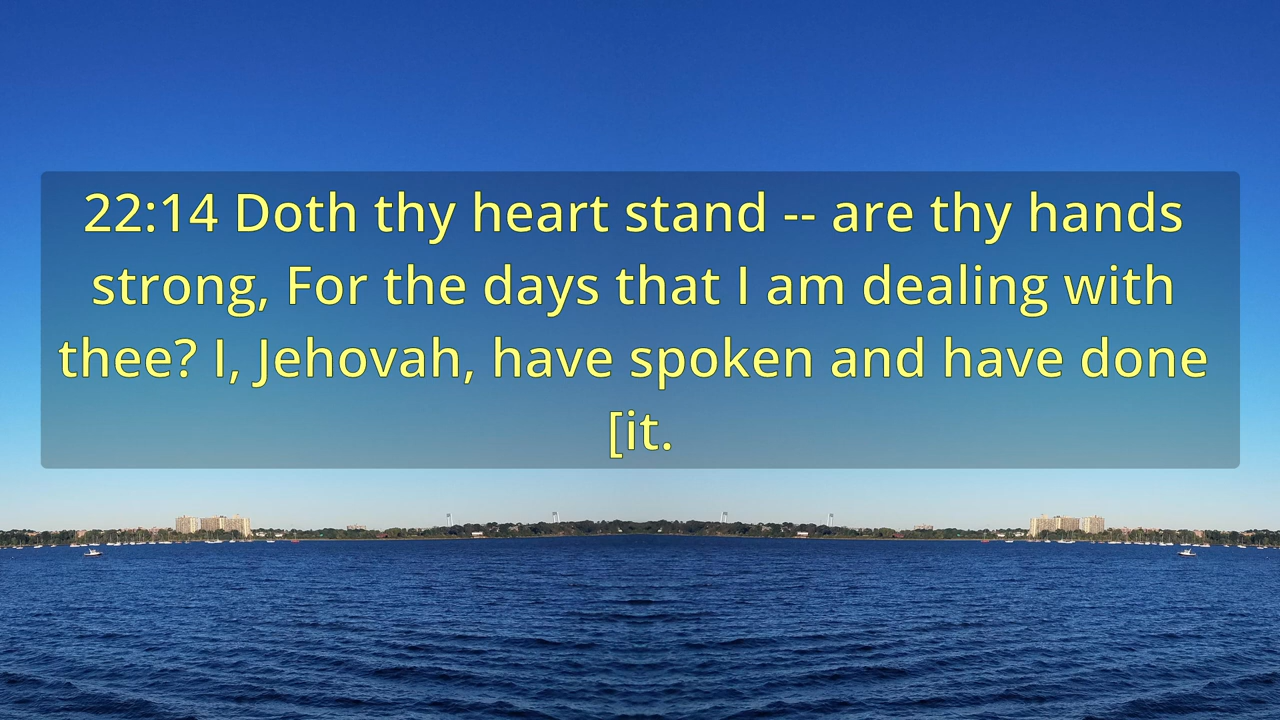 22:14 Doth thy heart stand -- are thy hands
strong, For the days that I am dealing with
thee? I, Jehovah, have spoken and have done
[it.